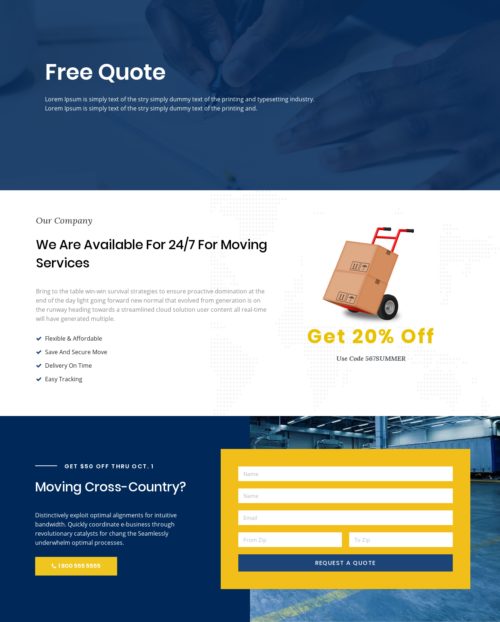 Free Quote
Lorem Ipsum is simply text of the stry simply dummy text of the printing and typesetting industry.
Lorem Ipsum is simply text of the stry simply dummy text of the printing and.
Our Company
We Are Available For 24/7 For Moving
Services
Bring to the table win-win survival strategies to ensure proactive domination at the
end of the day light going forward new normal that evolved from generation is on
the runway heading towards a streamlined cloud solution user content all real-time
will have generated multiple.
Flexible & Affordable
Save And Secure Move
Delivery On Time
Easy Tracking
Get 20% Off
Use Code 567SUMMER
GET $50 OFF THRU OCT. 1
Moving Cross-Country?
Distinctively exploit optimal alignments for intuitive
bandwidth. Quickly coordinate e-business through
revolutionary catalysts for chang the Seamlessly
underwhelm optimal processes.
1 800 555 5555
Name
Name
Email
From Zip
To Zip
REQUEST A QUOTE